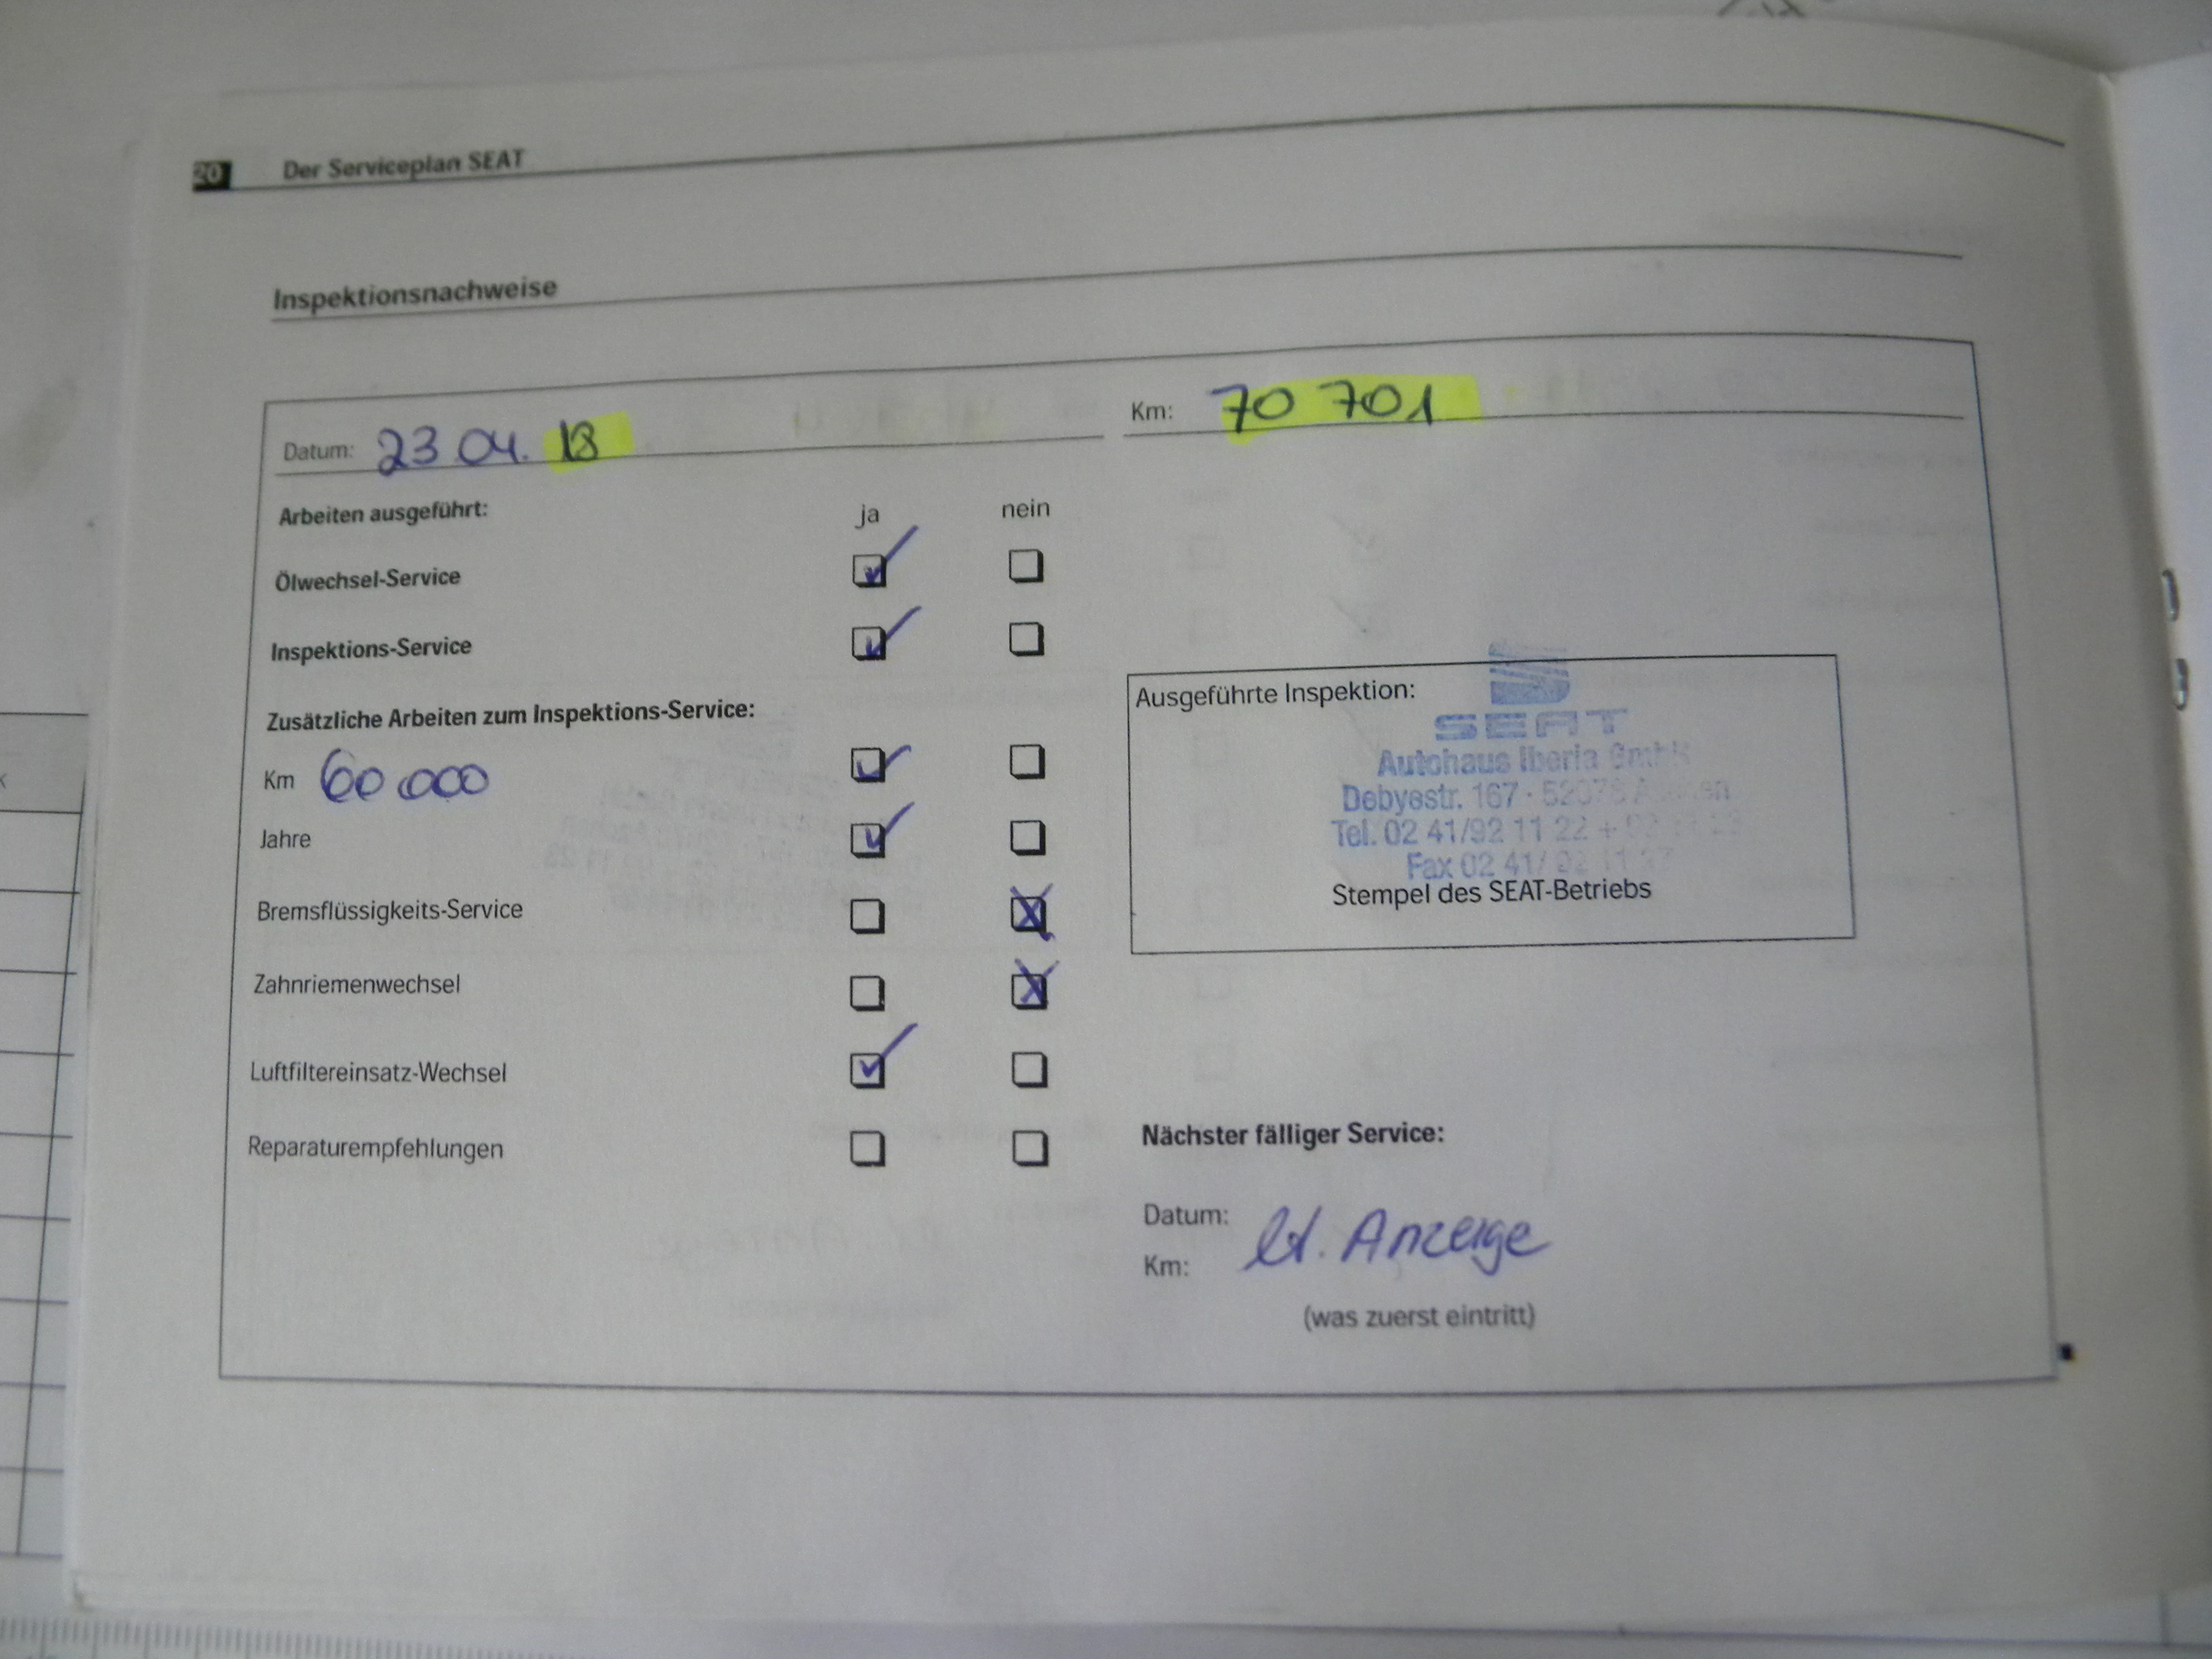 20 Der Serviceplan SEAT
Inspektionsnachweise
Datum: 23 04. 18
Km: 70 701
Arbeiten ausgeführt: ja nein
Ölwechsel-Service
Inspektions-Service
Zusätzliche Arbeiten zum Inspektions-Service:
Km 60 000
Jahre
Bremsflüssigkeits-Service
Zahnriemenwechsel
Luftfiltereinsatz-Wechsel
Reparaturempfehlungen
Ausgeführte Inspektion:
SEAT
Autohaus Iberia GmbH
Debyestr. 167 · 52078 Aachen
Tel. 02 41/92 11 22 +
Fax 02 41/
Stempel des SEAT-Betriebs
Nächster fälliger Service:
Datum:
Km: lt. Anzeige
(was zuerst eintritt)